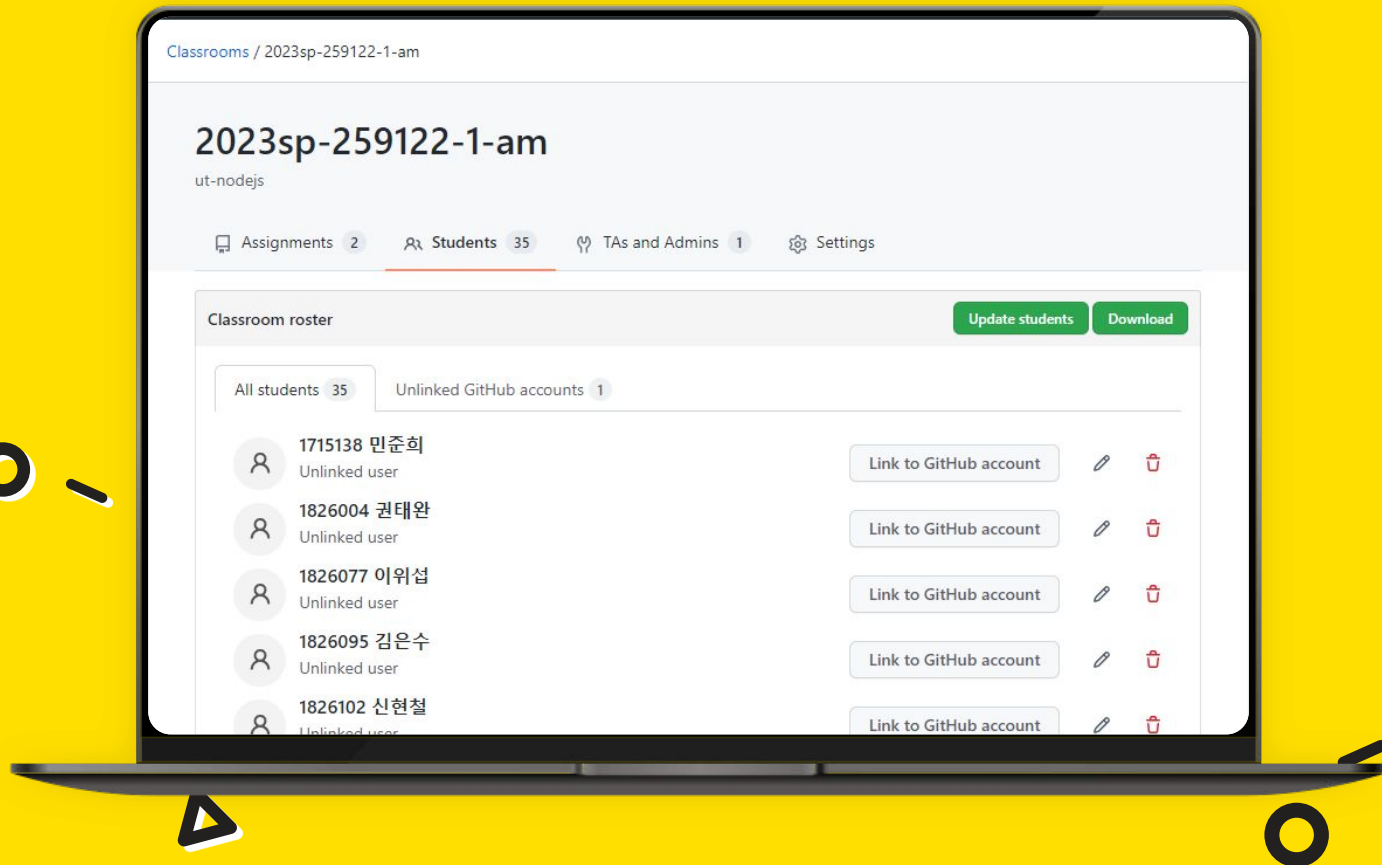 Classrooms / 2023sp-259122-1-am
2023sp-259122-1-am
ut-nodejs
Assignments 2 Students 35 TAs and Admins 1 Settings
Classroom roster Update students Download
All students 35 Unlinked GitHub accounts 1
1715138 민준희
Unlinked user Link to GitHub account
1826004 권태완
Unlinked user Link to GitHub account
1826077 이위섭
Unlinked user Link to GitHub account
1826095 김은수
Unlinked user Link to GitHub account
1826102 신현철
Unlinked user Link to GitHub account